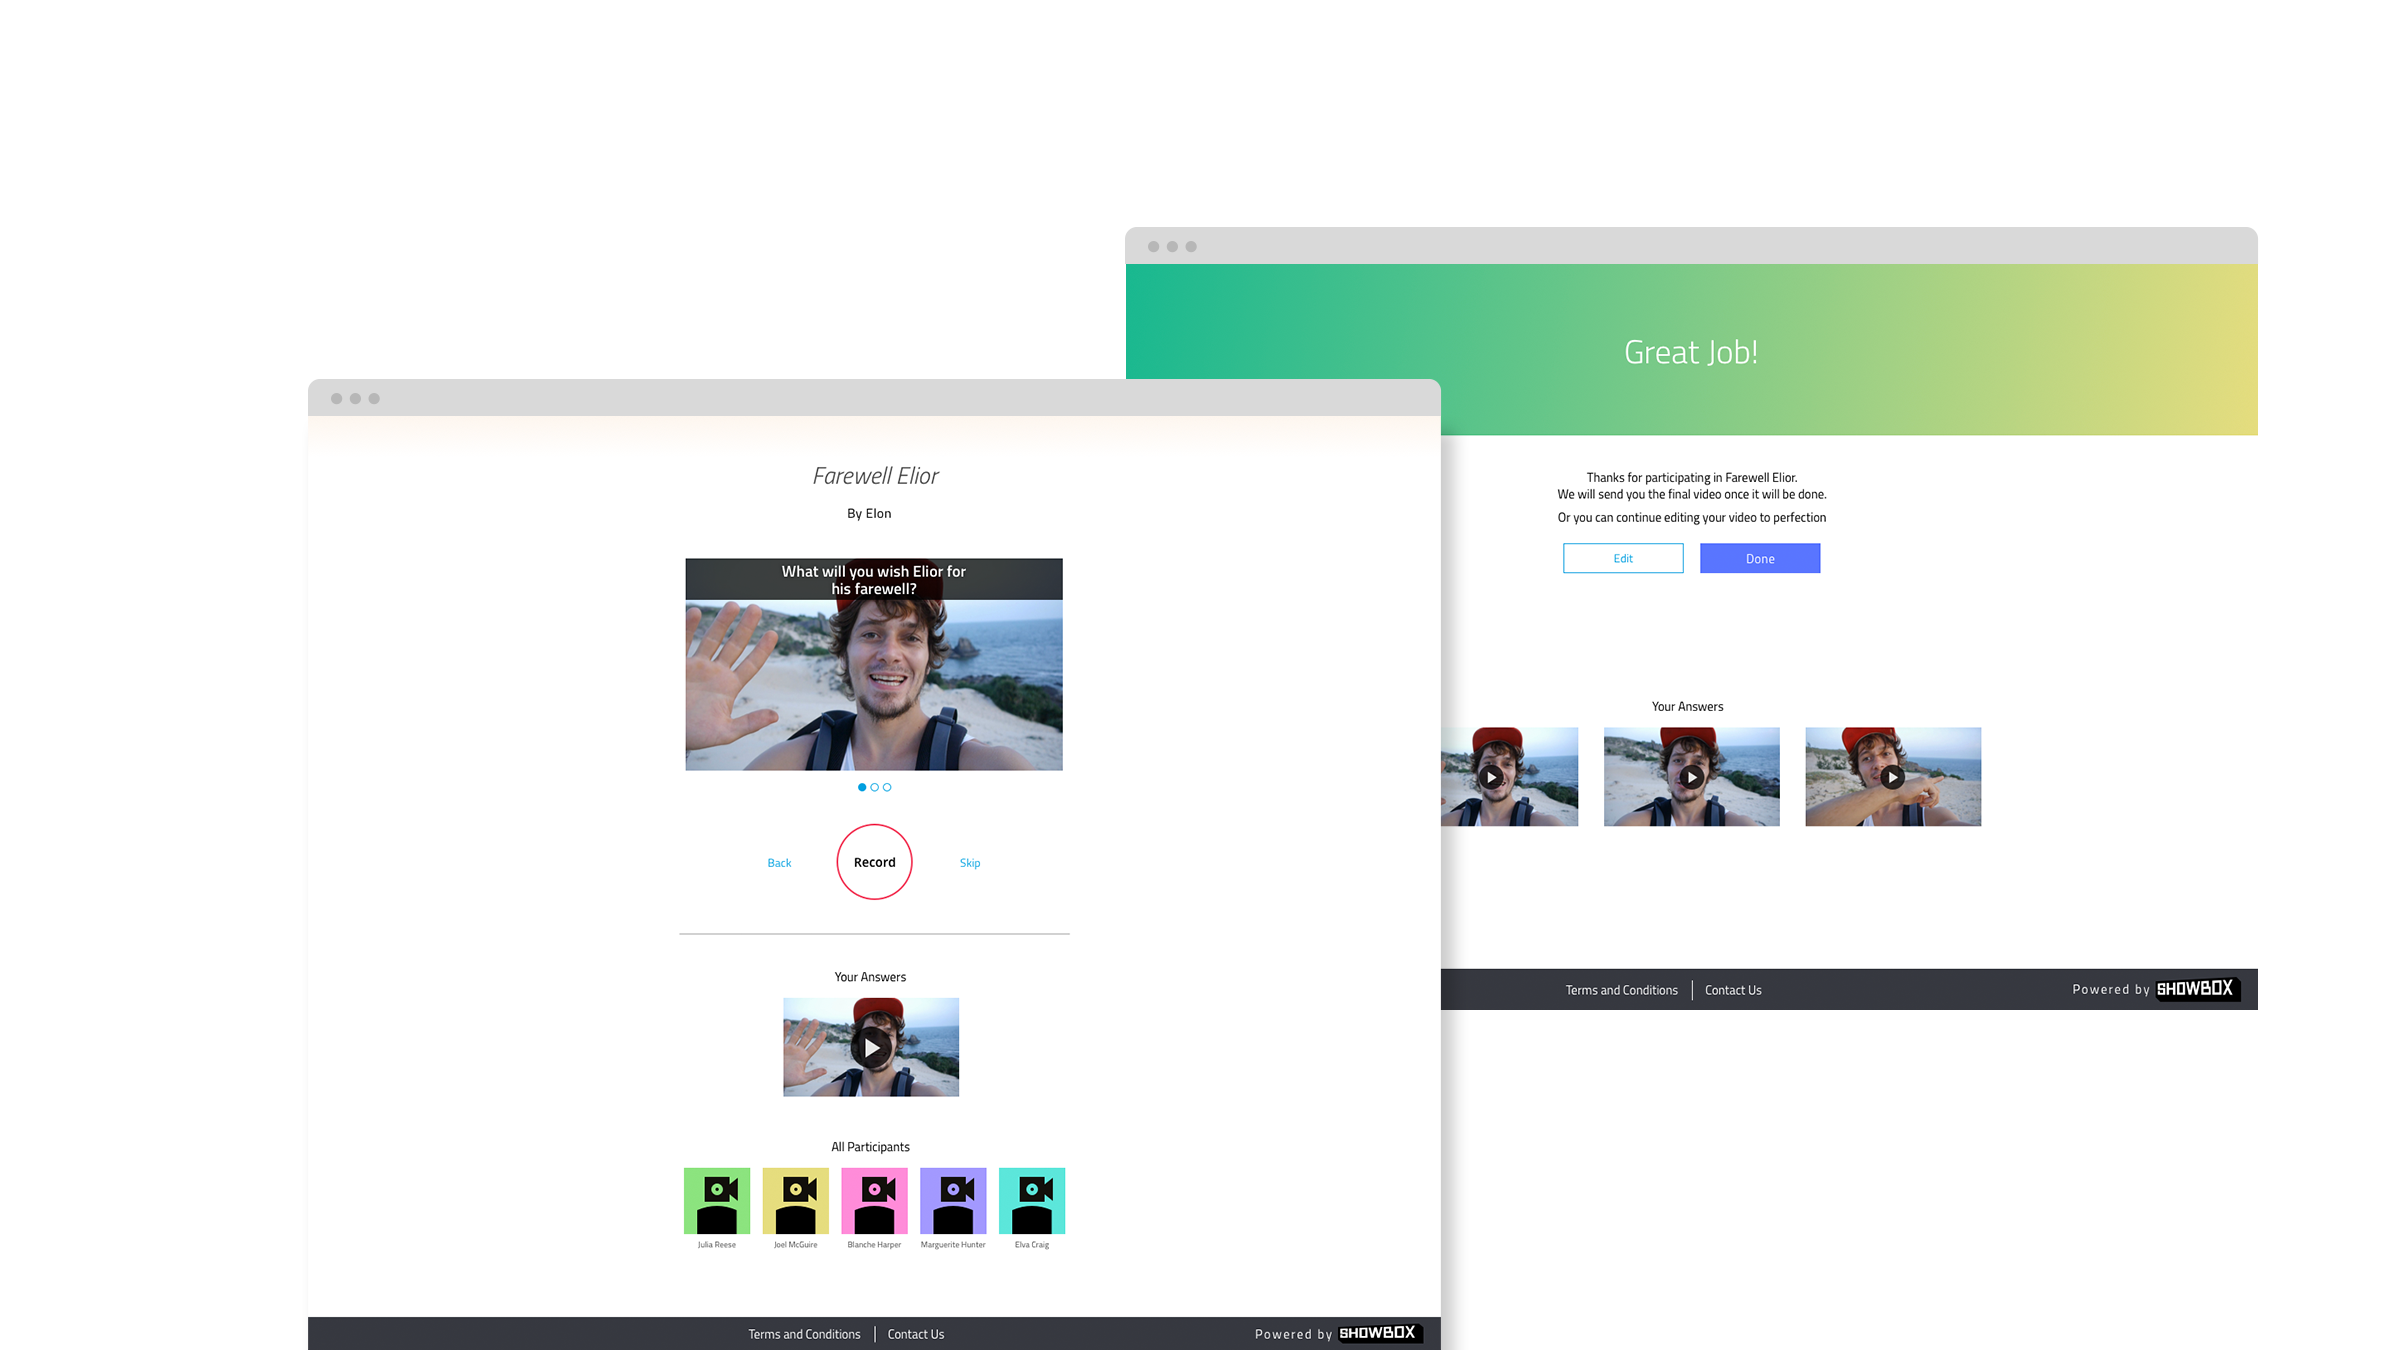 Great Job!
Thanks for participating in Farewell Elior.
We will send you the final video once it will be done.
Or you can continue editing your video to perfection
Edit
Done
Your Answers
Terms and Conditions
Contact Us
Powered by SHOWBOX
Farewell Elior
By Elon
What will you wish Elior for
his farewell?
Back
Record
Skip
Your Answers
All Participants
Julia Reese
Joel McGuire
Blanche Harper
Marguerite Hunter
Elva Craig
Terms and Conditions
Contact Us
Powered by SHOWBOX